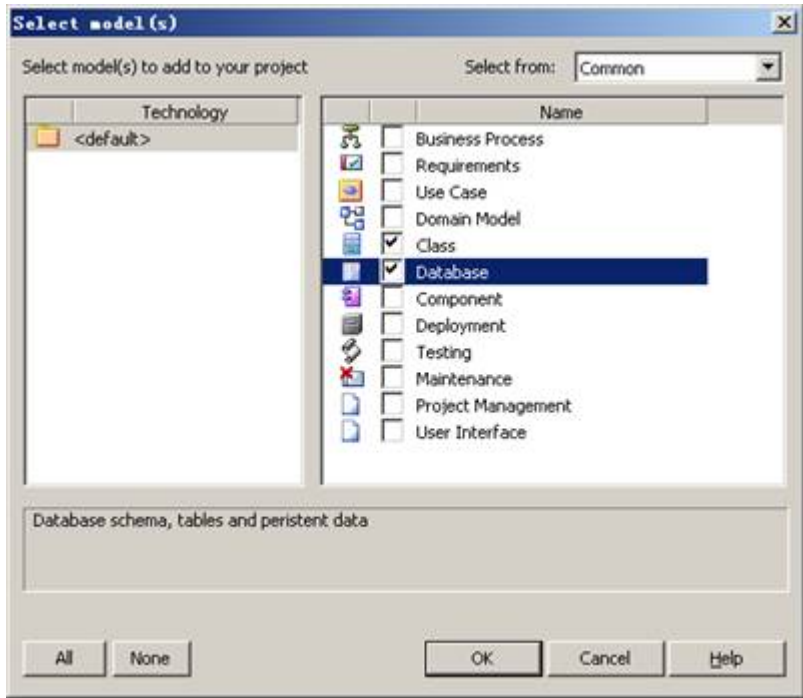 Select model(s)
Select model(s) to add to your project
Select from: Common
Technology
Name
<default>
Business Process
Requirements
Use Case
Domain Model
Class
Database
Component
Deployment
Testing
Maintenance
Project Management
User Interface
Database schema, tables and peristent data
All None OK Cancel Help